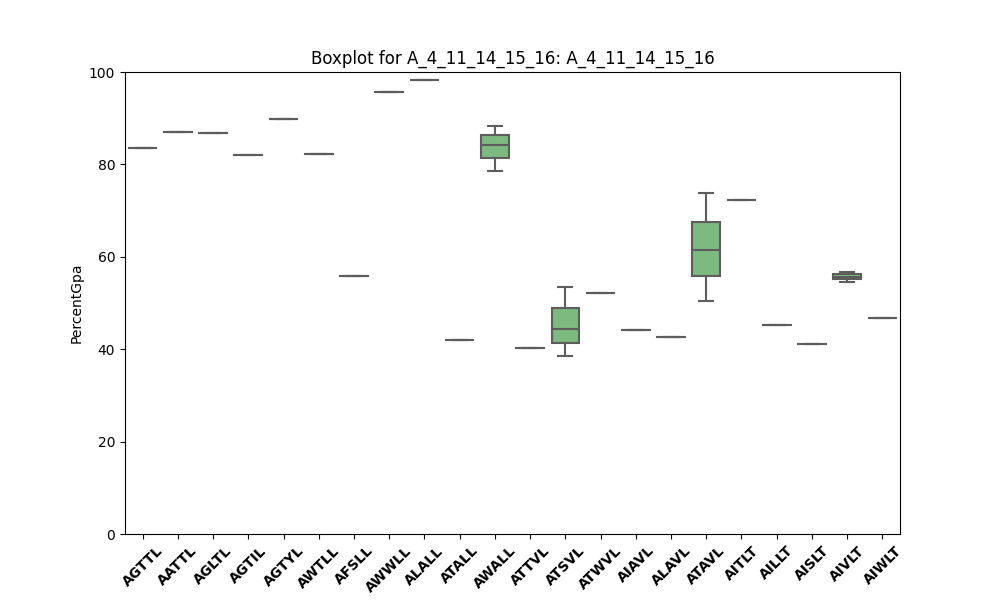 Boxplot for A_4_11_14_15_16: A_4_11_14_15_16
PercentGpa
100
80
60
40
20
0
AGTTL
AATTL
AGLTL
AGTIL
AGTYL
AWTLL
AFSLL
AWWLL
ALALL
ATALL
AWALL
ATTVL
ATSVL
ATWVL
AIAVL
ALAVL
ATAVL
AITLT
AILLT
AISLT
AIVLT
AIWLT